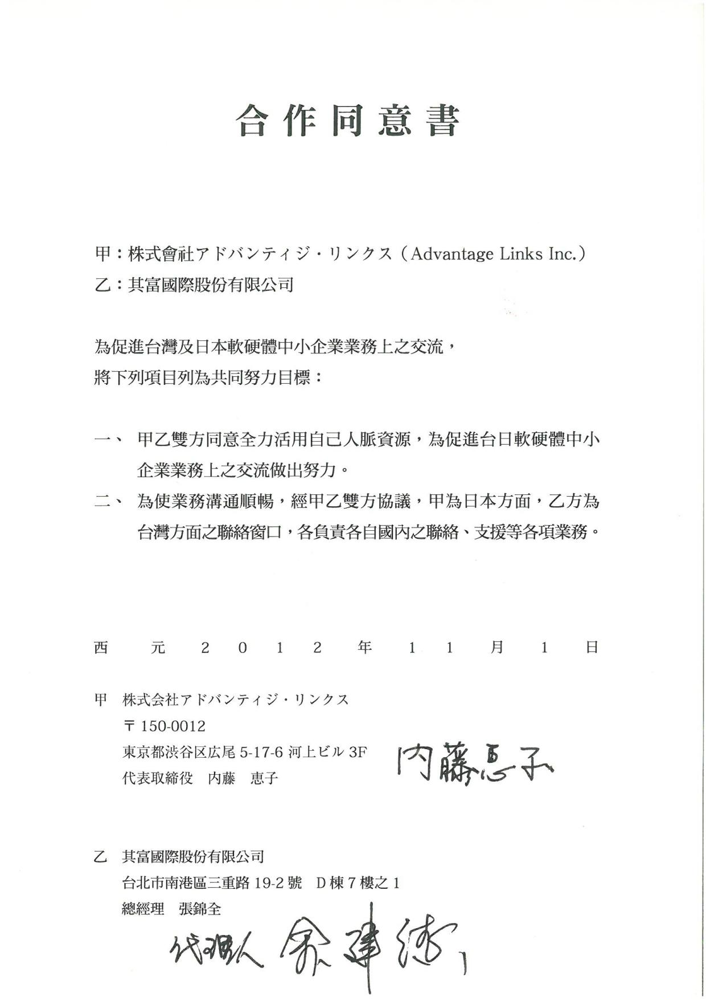 合作同意書
甲：株式會社アドバンティジ・リンクス（Advantage Links Inc.）
乙：其富國際股份有限公司
為促進台灣及日本軟硬體中小企業業務上之交流，
將下列項目列為共同努力目標：
一、 甲乙雙方同意全力活用自己人脈資源，為促進台日軟硬體中小
企業業務上之交流做出努力。
二、 為使業務溝通順暢，經甲乙雙方協議，甲為日本方面，乙方為
台灣方面之聯絡窗口，各負責各自國內之聯絡、支援等各項業務。
西元2012年11月1日
甲 株式会社アドバンティジ・リンクス
〒150-0012
東京都渋谷区広尾 5-17-6 河上ビル 3F
代表取締役 内藤 恵子
内藤恵子
乙 其富國際股份有限公司
台北市南港區三重路 19-2 號 D 棟 7 樓之 1
總經理 張錦全
代理人